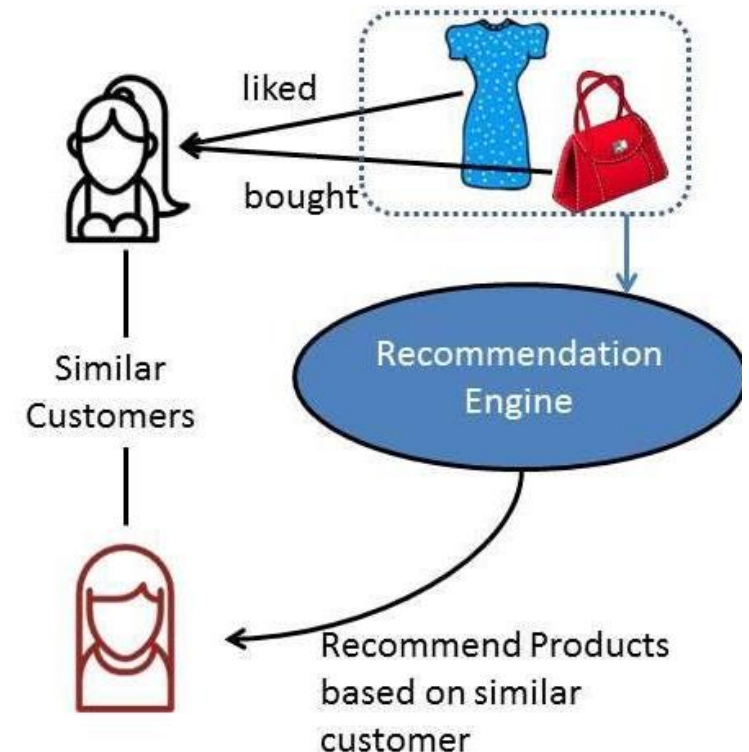 liked
bought
Similar
Customers
Recommendation
Engine
Recommend Products
based on similar
customer